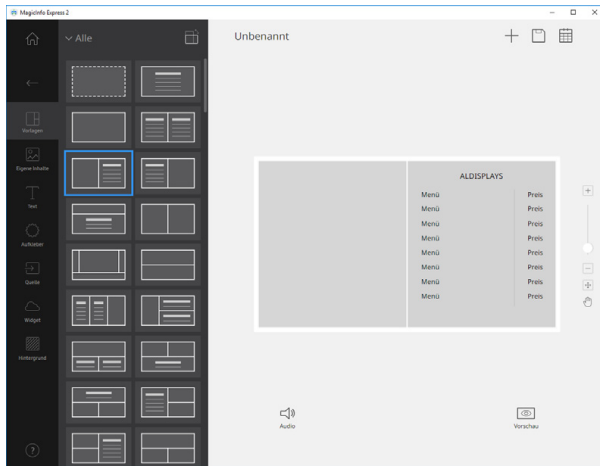 MagicInfo Express 2
Alle
Unbenannt
Vorlagen
Eigene Inhalte
Text
Aufkleber
Quelle
Widget
Hintergrund
?
ALDISPLAYS
Menü Preis
Menü Preis
Menü Preis
Menü Preis
Menü Preis
Menü Preis
Menü Preis
Menü Preis
Audio
Vorschau